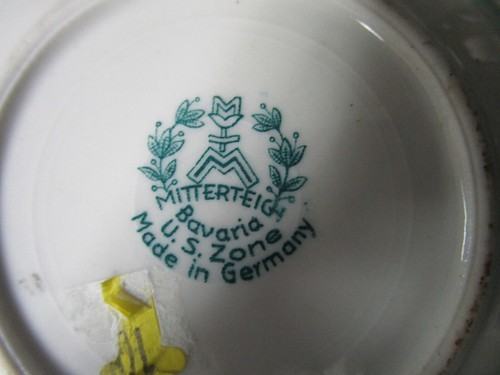 MITTERTEICH
Bavaria
U. S. Zone
Made in Germany